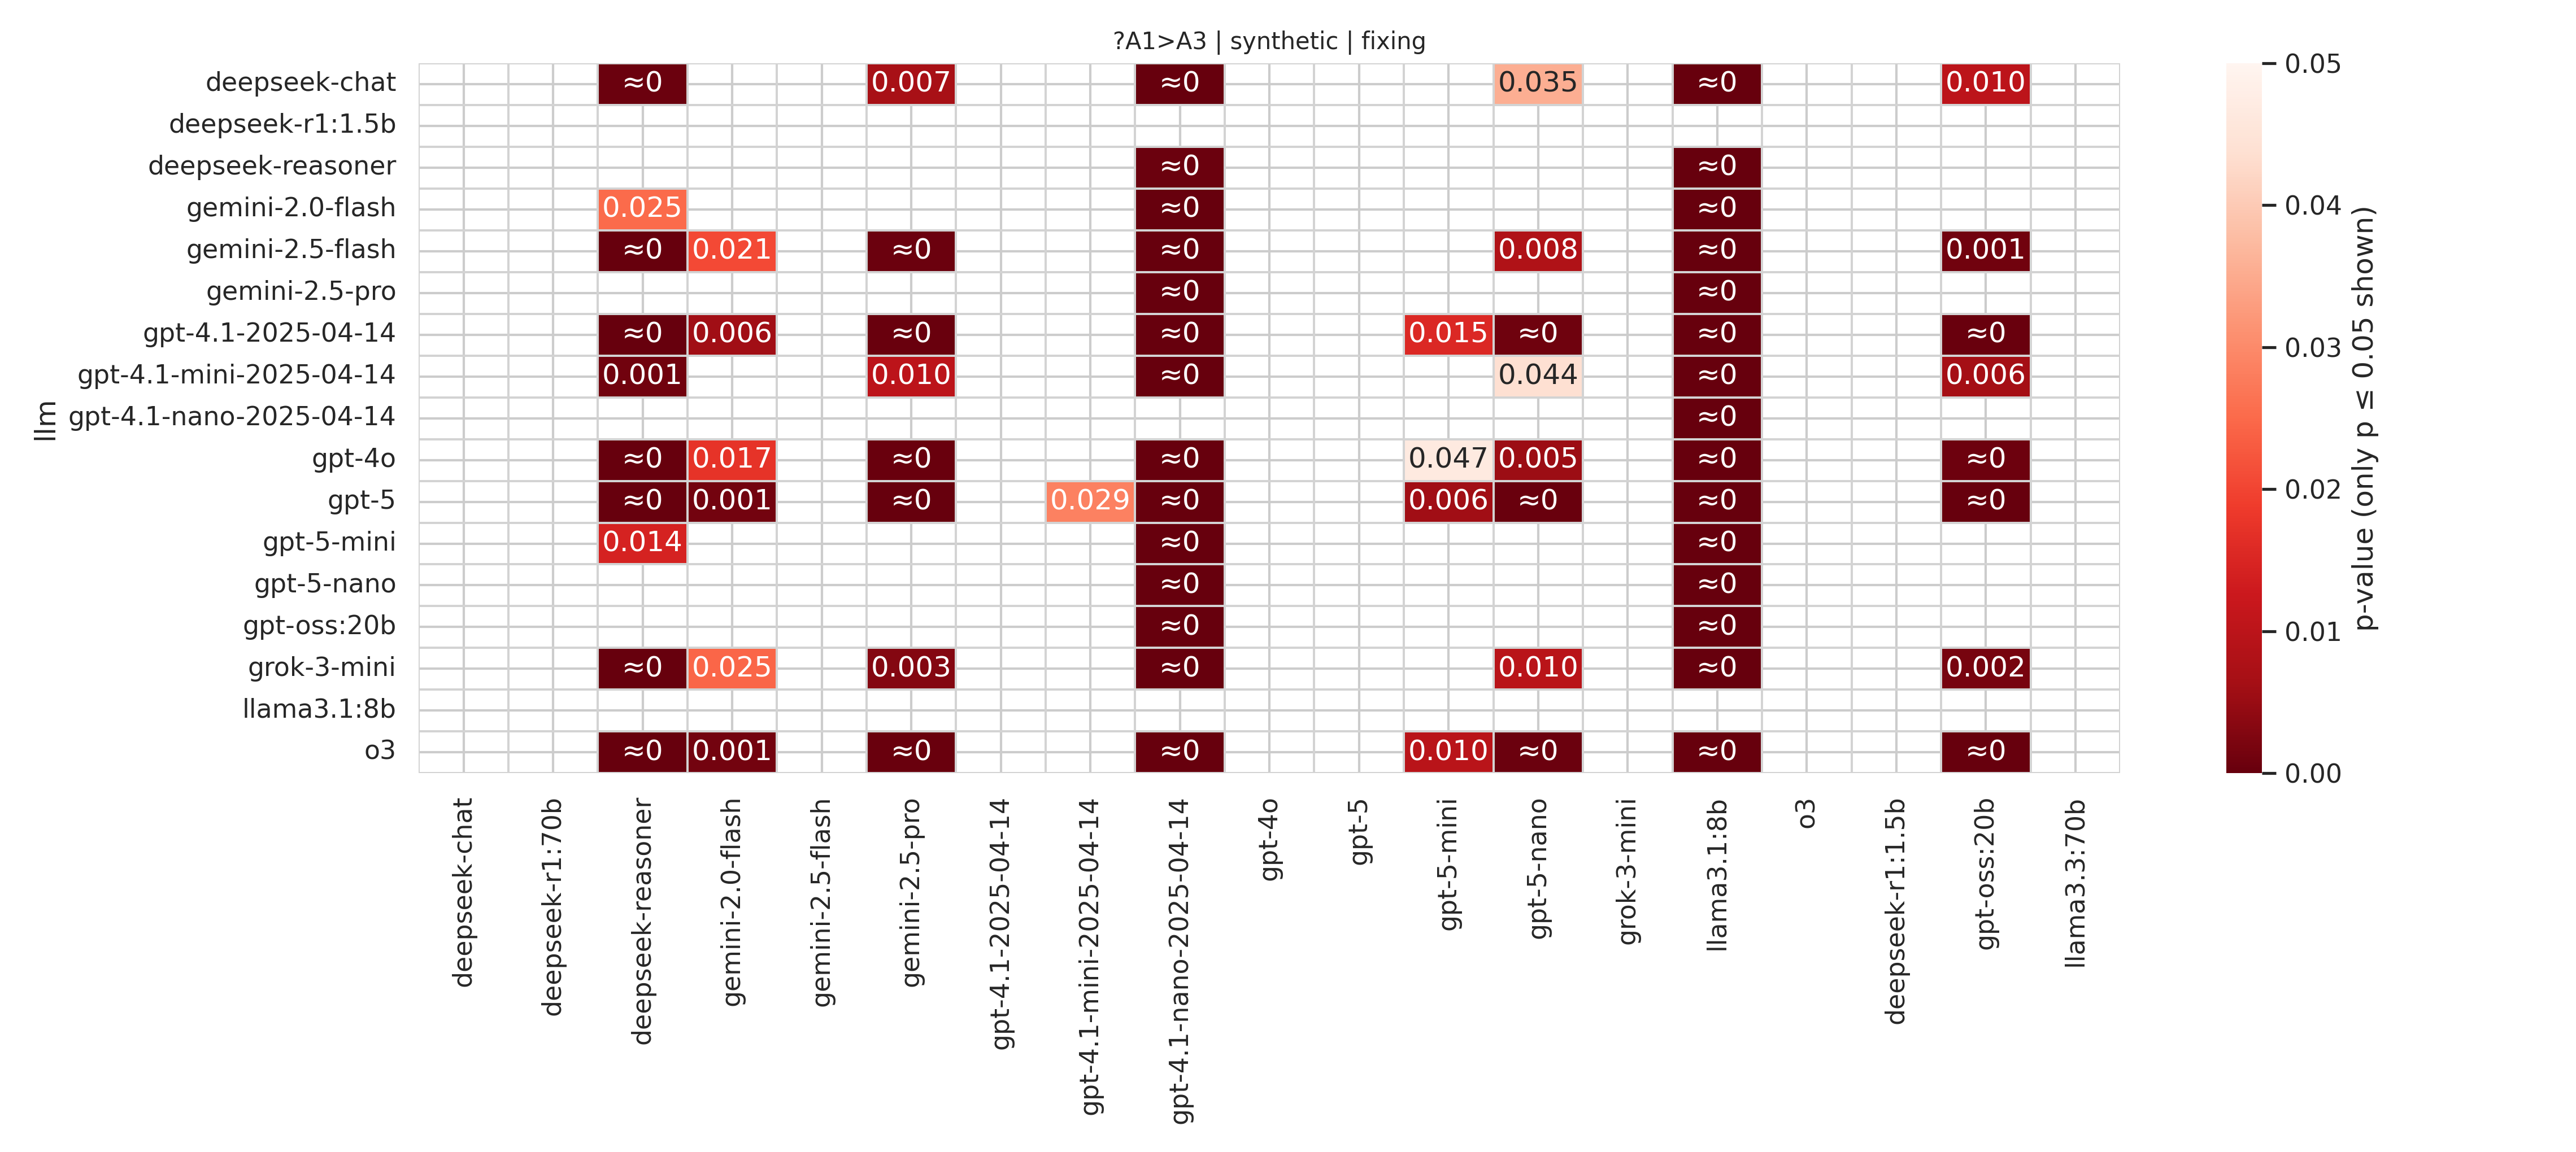 ?A1>A3 | synthetic | fixing
llm
deepseek-chat ≈0 0.007 ≈0 0.035 ≈0 0.010
deepseek-r1:1.5b
deepseek-reasoner ≈0 ≈0
gemini-2.0-flash 0.025 ≈0 ≈0
gemini-2.5-flash ≈0 0.021 ≈0 ≈0 0.008 ≈0 0.001
gemini-2.5-pro ≈0 ≈0
gpt-4.1-2025-04-14 ≈0 0.006 ≈0 ≈0 0.015 ≈0 ≈0 ≈0
gpt-4.1-mini-2025-04-14 0.001 0.010 ≈0 0.044 ≈0 0.006
gpt-4.1-nano-2025-04-14 ≈0
gpt-4o ≈0 0.017 ≈0 ≈0 0.047 0.005 ≈0 ≈0
gpt-5 ≈0 0.001 ≈0 0.029 ≈0 0.006 ≈0 ≈0 ≈0
gpt-5-mini 0.014 ≈0 ≈0
gpt-5-nano ≈0 ≈0
gpt-oss:20b ≈0 ≈0
grok-3-mini ≈0 0.025 0.003 ≈0 0.010 ≈0 0.002
llama3.1:8b
o3 ≈0 0.001 ≈0 ≈0 0.010 ≈0 ≈0 ≈0
deepseek-chat
deepseek-r1:70b
deepseek-reasoner
gemini-2.0-flash
gemini-2.5-flash
gemini-2.5-pro
gpt-4.1-2025-04-14
gpt-4.1-mini-2025-04-14
gpt-4.1-nano-2025-04-14
gpt-4o
gpt-5
gpt-5-mini
gpt-5-nano
grok-3-mini
llama3.1:8b
o3
deepseek-r1:1.5b
gpt-oss:20b
llama3.3:70b
0.05
0.04
0.03
0.02
0.01
0.00
p-value (only p ≤ 0.05 shown)